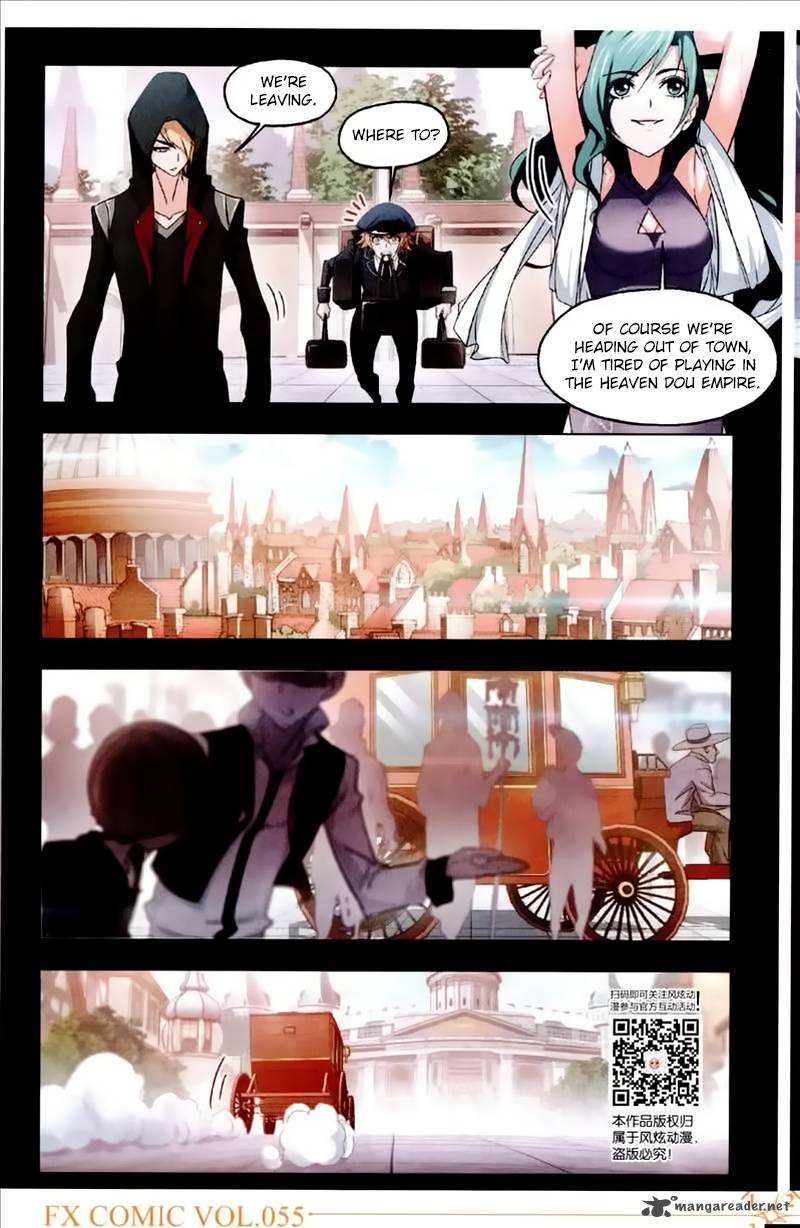 WE'RE
LEAVING.
WHERE TO?
OF COURSE WE'RE
HEADING OUT OF TOWN,
I'M TIRED OF PLAYING IN
THE HEAVEN DOU EMPIRE.
扫码即可关注风炫动
漫参与官方互动活动!
本作品版权归
属于风炫动漫,
盗版必究!
FX COMIC VOL.055
mangareader.net